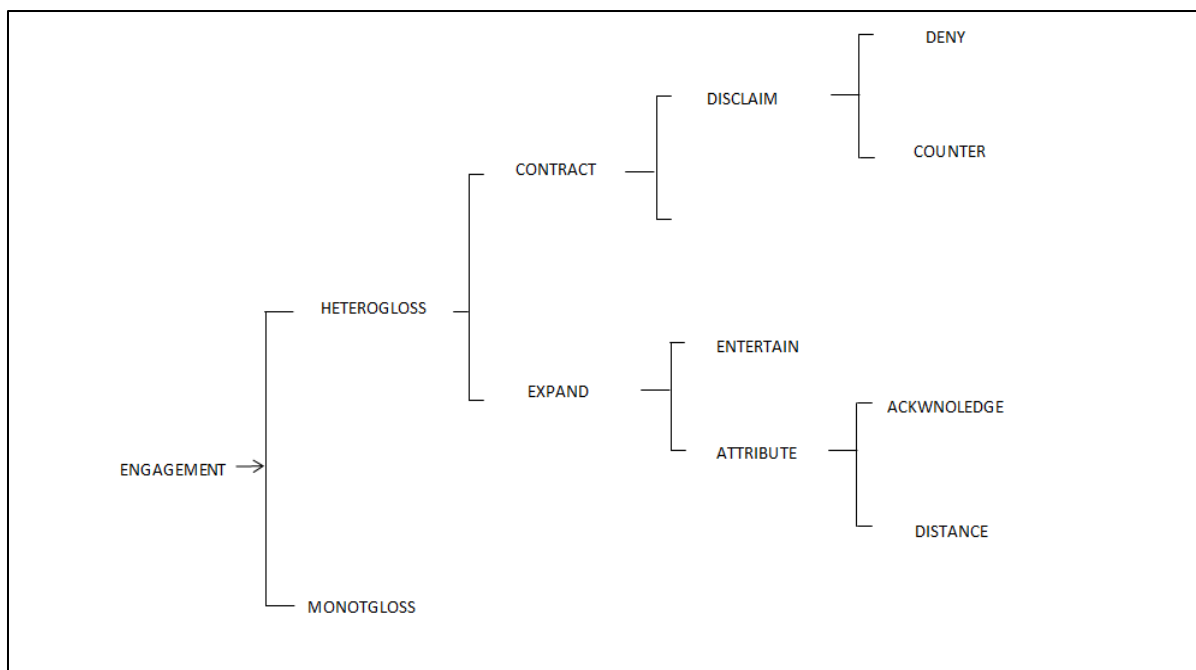 DENY
DISCLAIM
COUNTER
CONTRACT
HETEROGLOSS
ENTERTAIN
EXPAND
ACKWNOLEDGE
ATTRIBUTE
ENGAGEMENT
DISTANCE
MONOTGLOSS